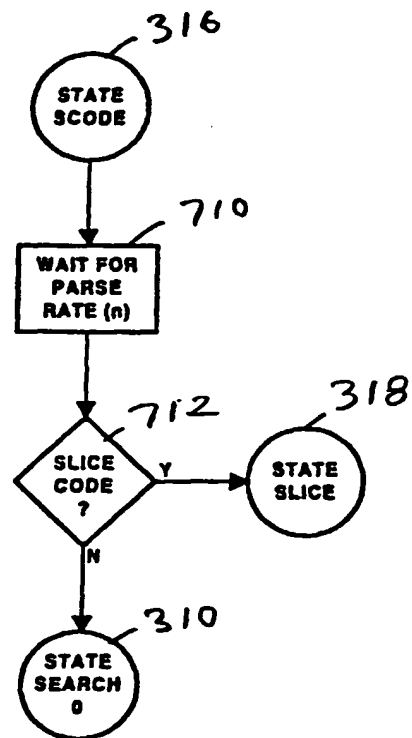 316
STATE
SCODE
710
WAIT FOR
PARSE
RATE (n)
712
318
SLICE
CODE
?
Y
STATE
SLICE
N
310
STATE
SEARCH
0